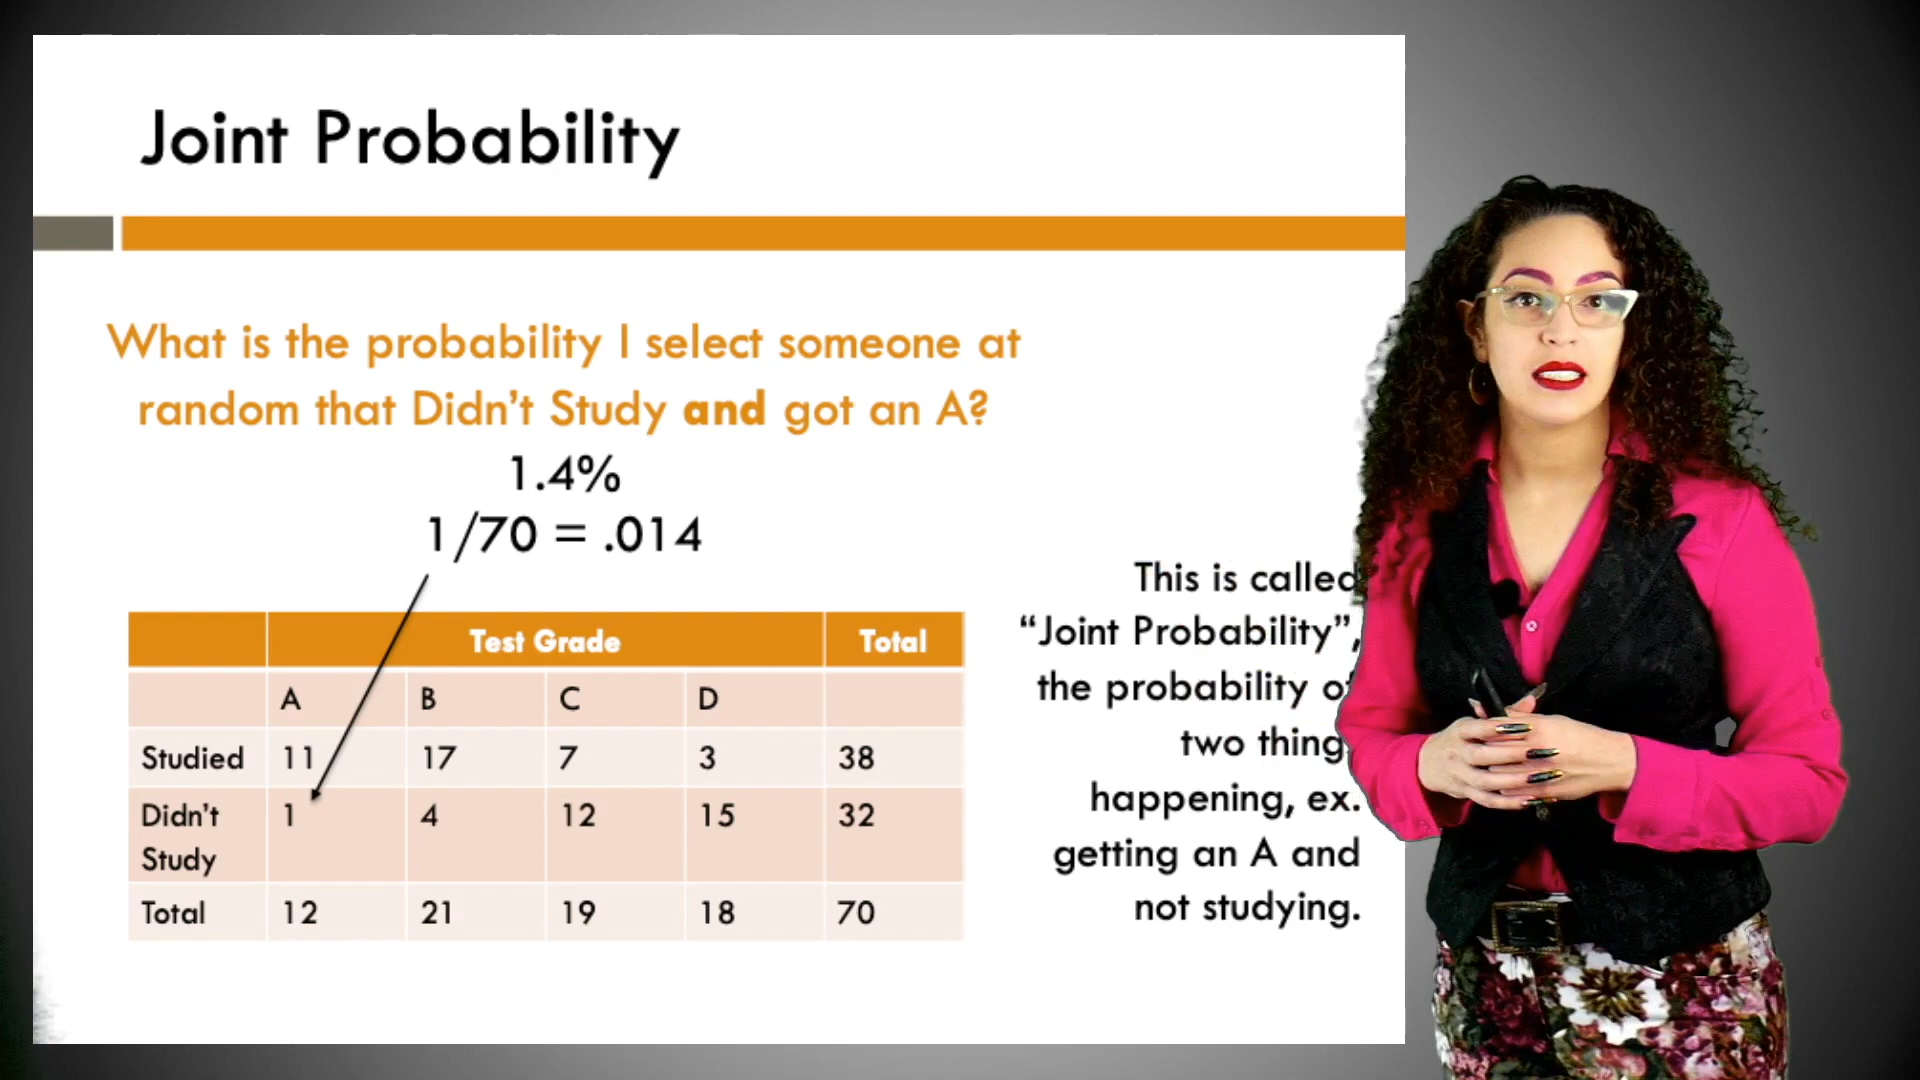 Joint Probability
What is the probability I select someone at
random that Didn't Study and got an A?
1.4%
1/70 = .014
Test Grade Total
A B C D
Studied 11 17 7 3 38
Didn't Study 1 4 12 15 32
Total 12 21 19 18 70
This is called
“Joint Probability”,
the probability of
two thing
happening, ex.
getting an A and
not studying.